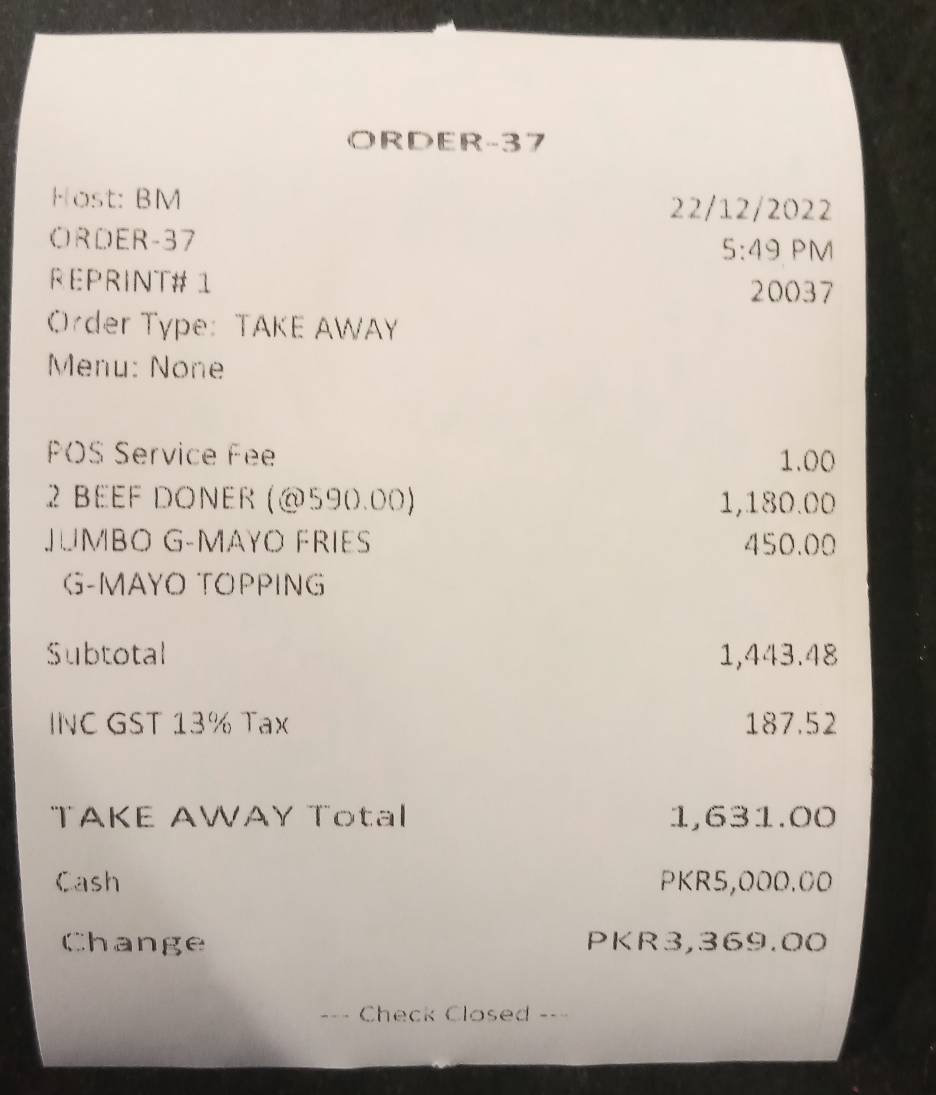 ORDER-37
Host: BM 22/12/2022
ORDER-37 5:49 PM
REPRINT# 1 20037
Order Type: TAKE AWAY
Menu: None
POS Service Fee 1.00
2 BEEF DONER (@590.00) 1,180.00
JUMBO G-MAYO FRIES 450.00
G-MAYO TOPPING
Subtotal 1,443.48
INC GST 13% Tax 187.52
TAKE AWAY Total 1,631.00
Cash PKR5,000.00
Change PKR3,369.00
--- Check Closed ---